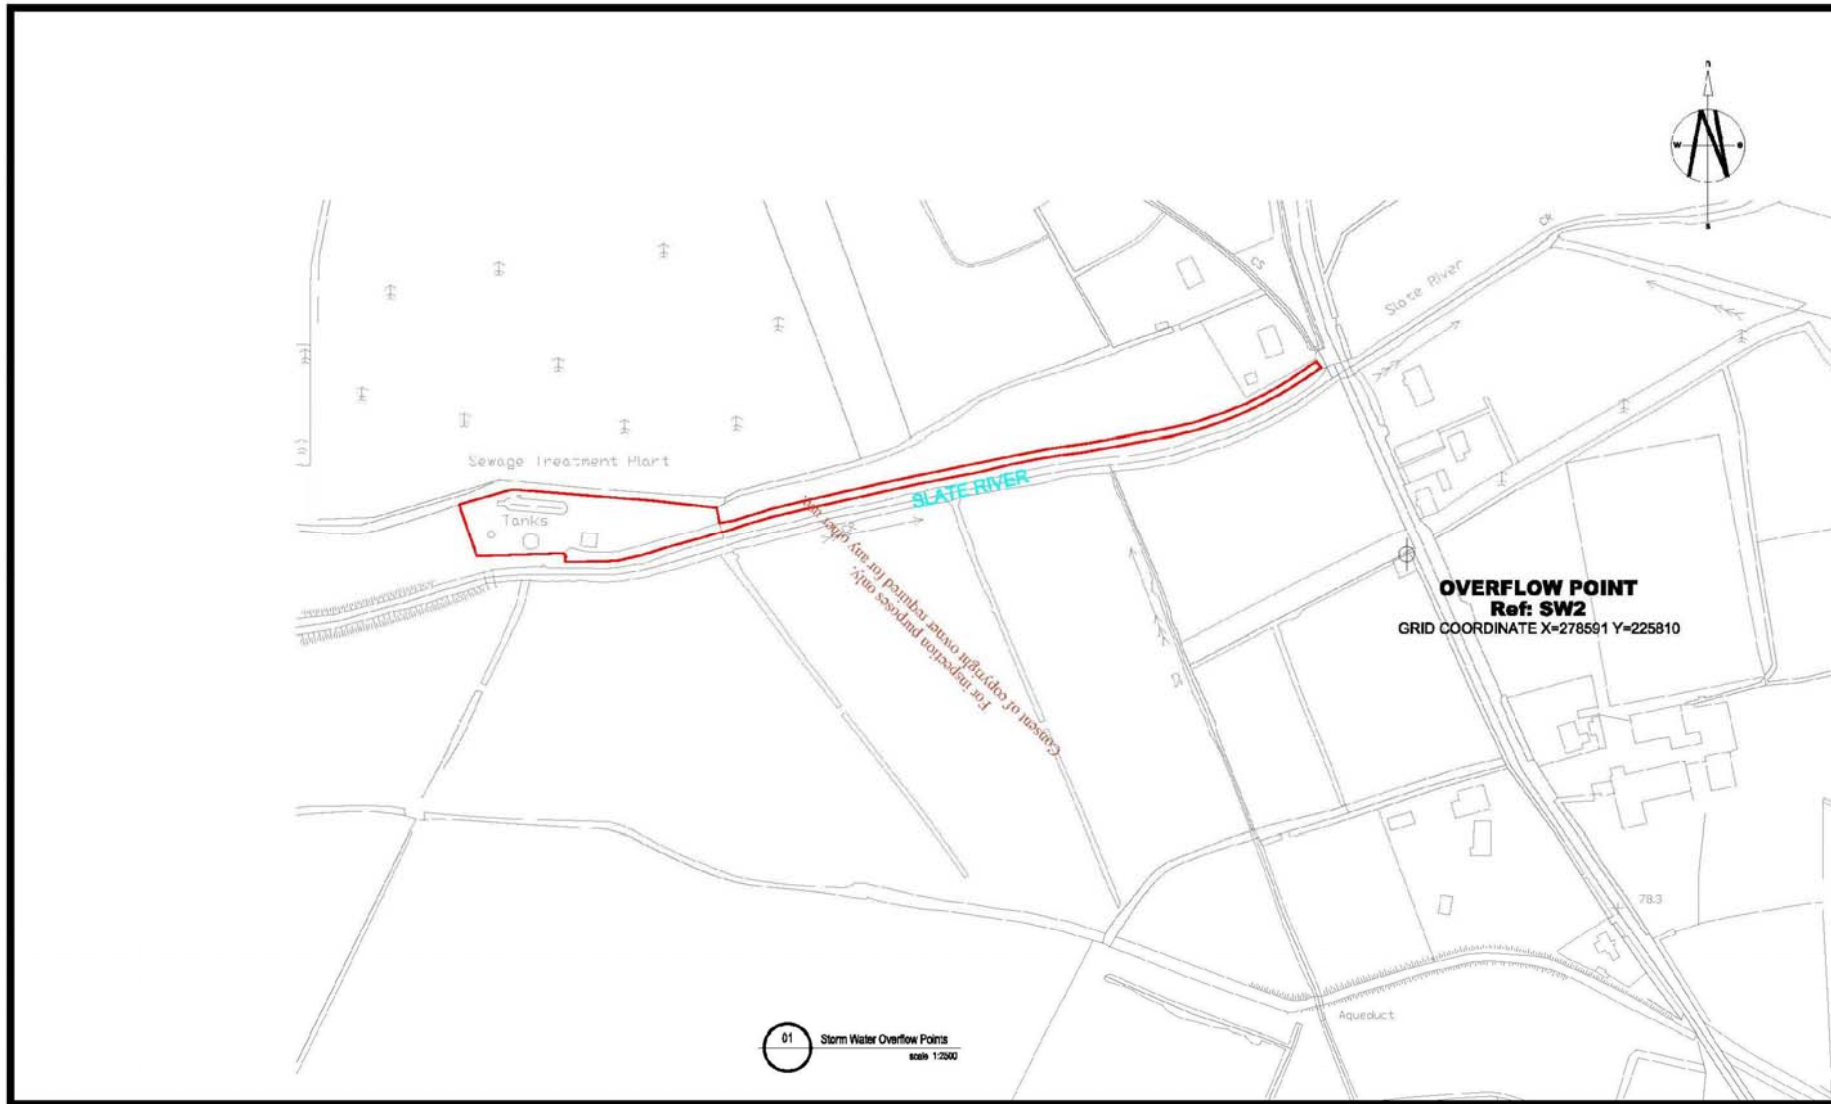 n
W
e
s
CR
CS
Slate River
Sewage Treatment Plant
Tanks
SLATE RIVER
For inspection purposes only.
Consent of copyright owner required for any other use.
OVERFLOW POINT
Ref: SW2
GRID COORDINATE X=278591 Y=225810
78.3
Aqueduct
01
Storm Water Overflow Points
scale 1:2500